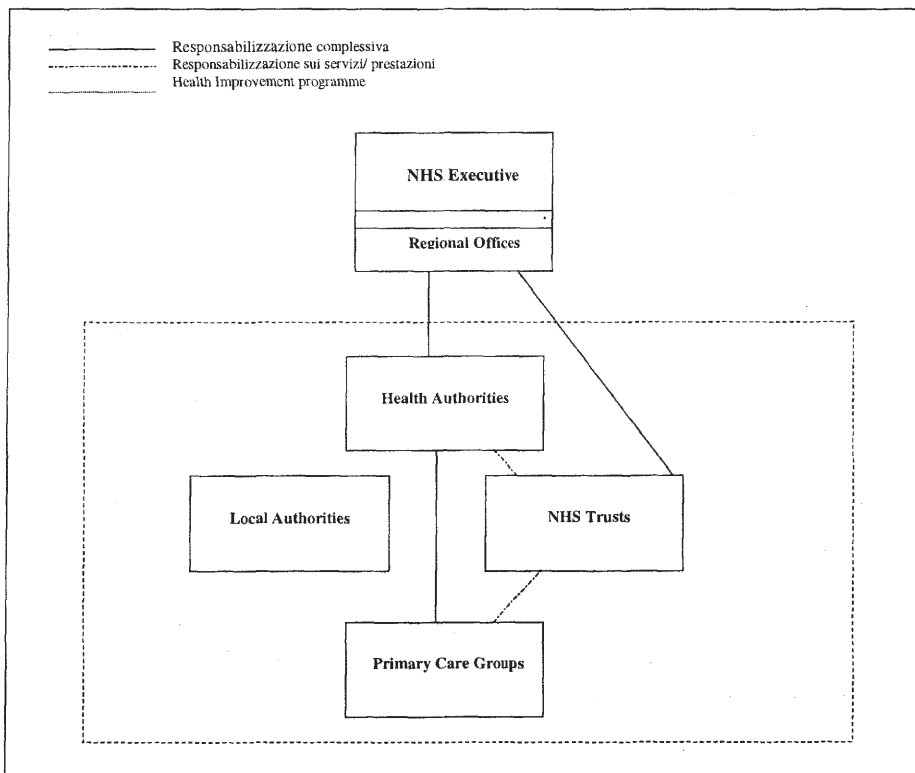 Responsabilizzazione complessiva
Responsabilizzazione sui servizi/ prestazioni
Health Improvement programme
NHS Executive
Regional Offices
Health Authorities
Local Authorities
NHS Trusts
Primary Care Groups